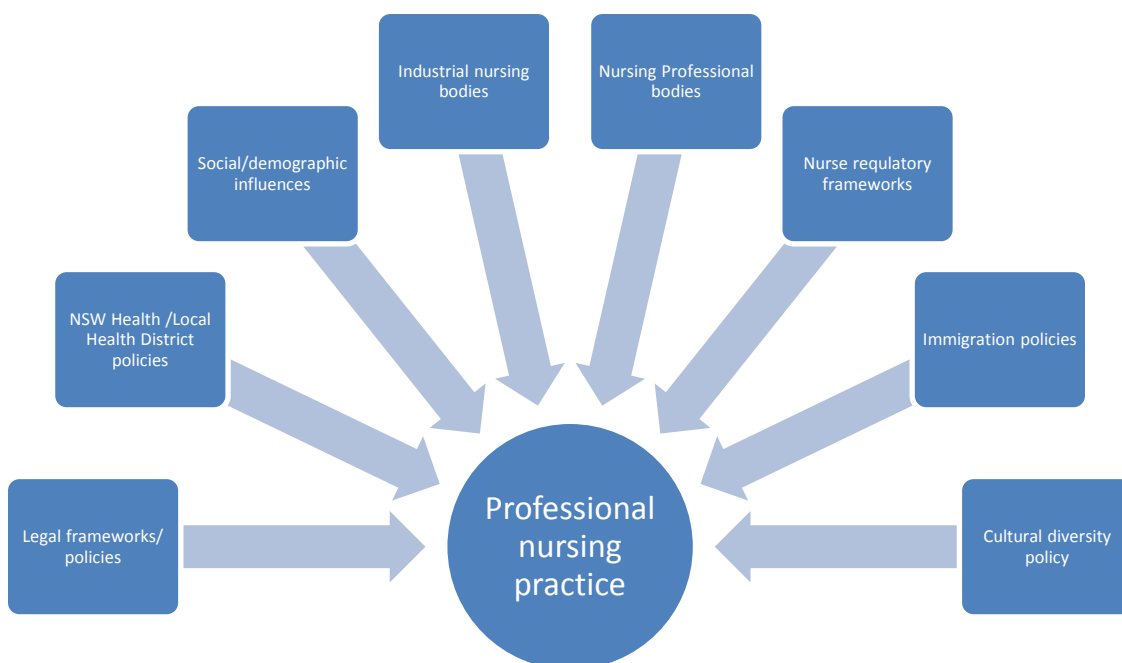 Industrial nursing
bodies
Nursing Professional
bodies
Social/demographic
influences
Nurse requlatory
frameworks
NSW Health /Local
Health District
policies
Immigration policies
Legal frameworks/
policies
Professional
nursing
practice
Cultural diversity
policy